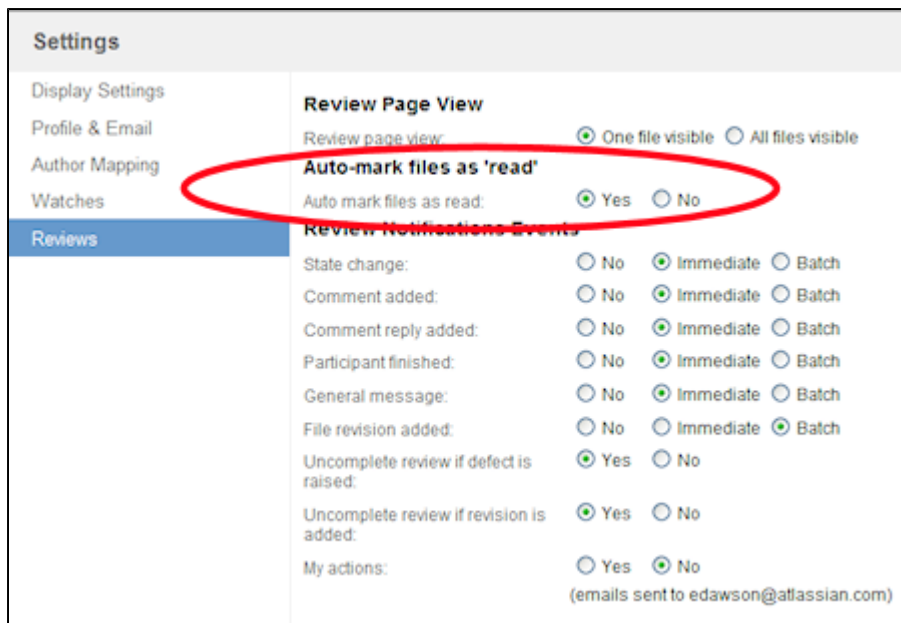 Settings
Display Settings
Profile & Email
Author Mapping
Watches
Reviews
Review Page View
Review page view: One file visible All files visible
Auto-mark files as 'read'
Auto mark files as read: Yes No
Review Notifications Events
State change: No Immediate Batch
Comment added: No Immediate Batch
Comment reply added: No Immediate Batch
Participant finished: No Immediate Batch
General message: No Immediate Batch
File revision added: No Immediate Batch
Uncomplete review if defect is Yes No
raised:
Uncomplete review if revision is Yes No
added:
My actions: Yes No
(emails sent to edawson@atlassian.com)